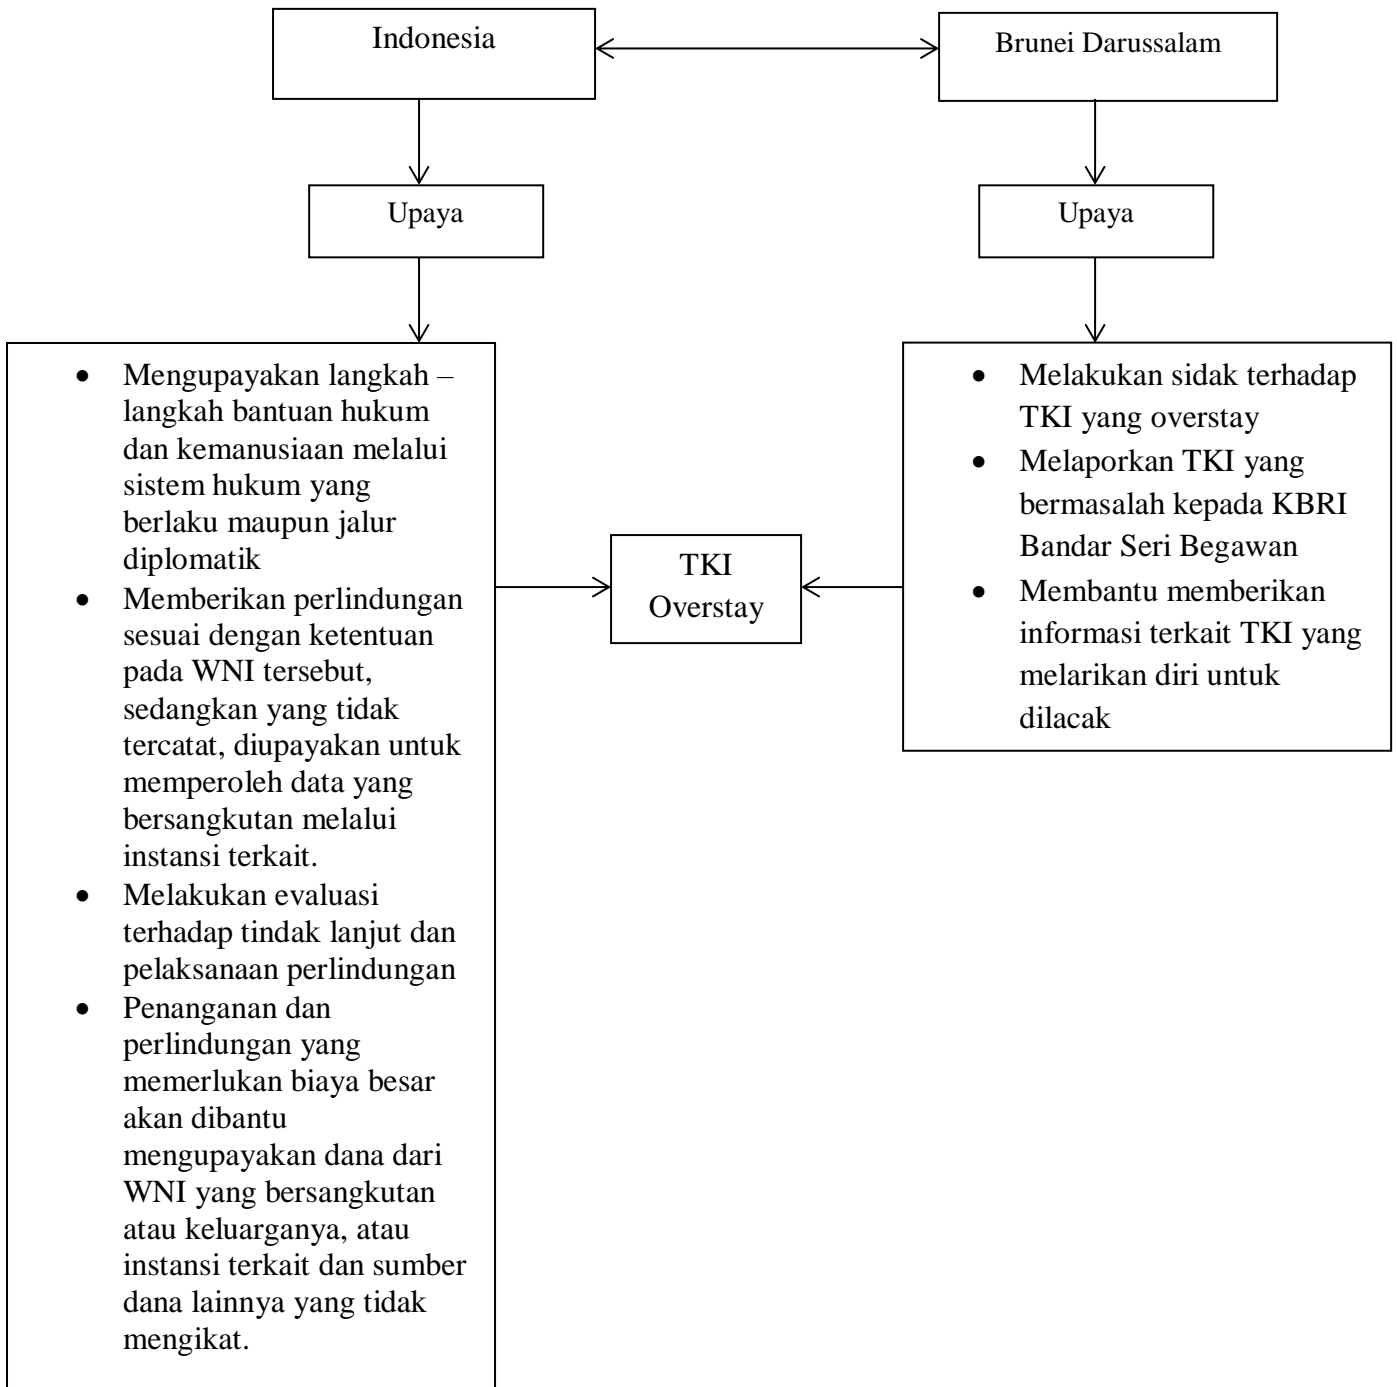 Indonesia
Brunei Darussalam
Upaya
Upaya
• Mengupayakan langkah –
langkah bantuan hukum
dan kemanusiaan melalui
sistem hukum yang
berlaku maupun jalur
diplomatik
• Memberikan perlindungan
sesuai dengan ketentuan
pada WNI tersebut,
sedangkan yang tidak
tercatat, diupayakan untuk
memperoleh data yang
bersangkutan melalui
instansi terkait.
• Melakukan evaluasi
terhadap tindak lanjut dan
pelaksanaan perlindungan
• Penanganan dan
perlindungan yang
memerlukan biaya besar
akan dibantu
mengupayakan dana dari
WNI yang bersangkutan
atau keluarganya, atau
instansi terkait dan sumber
dana lainnya yang tidak
mengikat.
TKI
Overstay
• Melakukan sidak terhadap
TKI yang overstay
• Melaporkan TKI yang
bermasalah kepada KBRI
Bandar Seri Begawan
• Membantu memberikan
informasi terkait TKI yang
melarikan diri untuk
dilacak